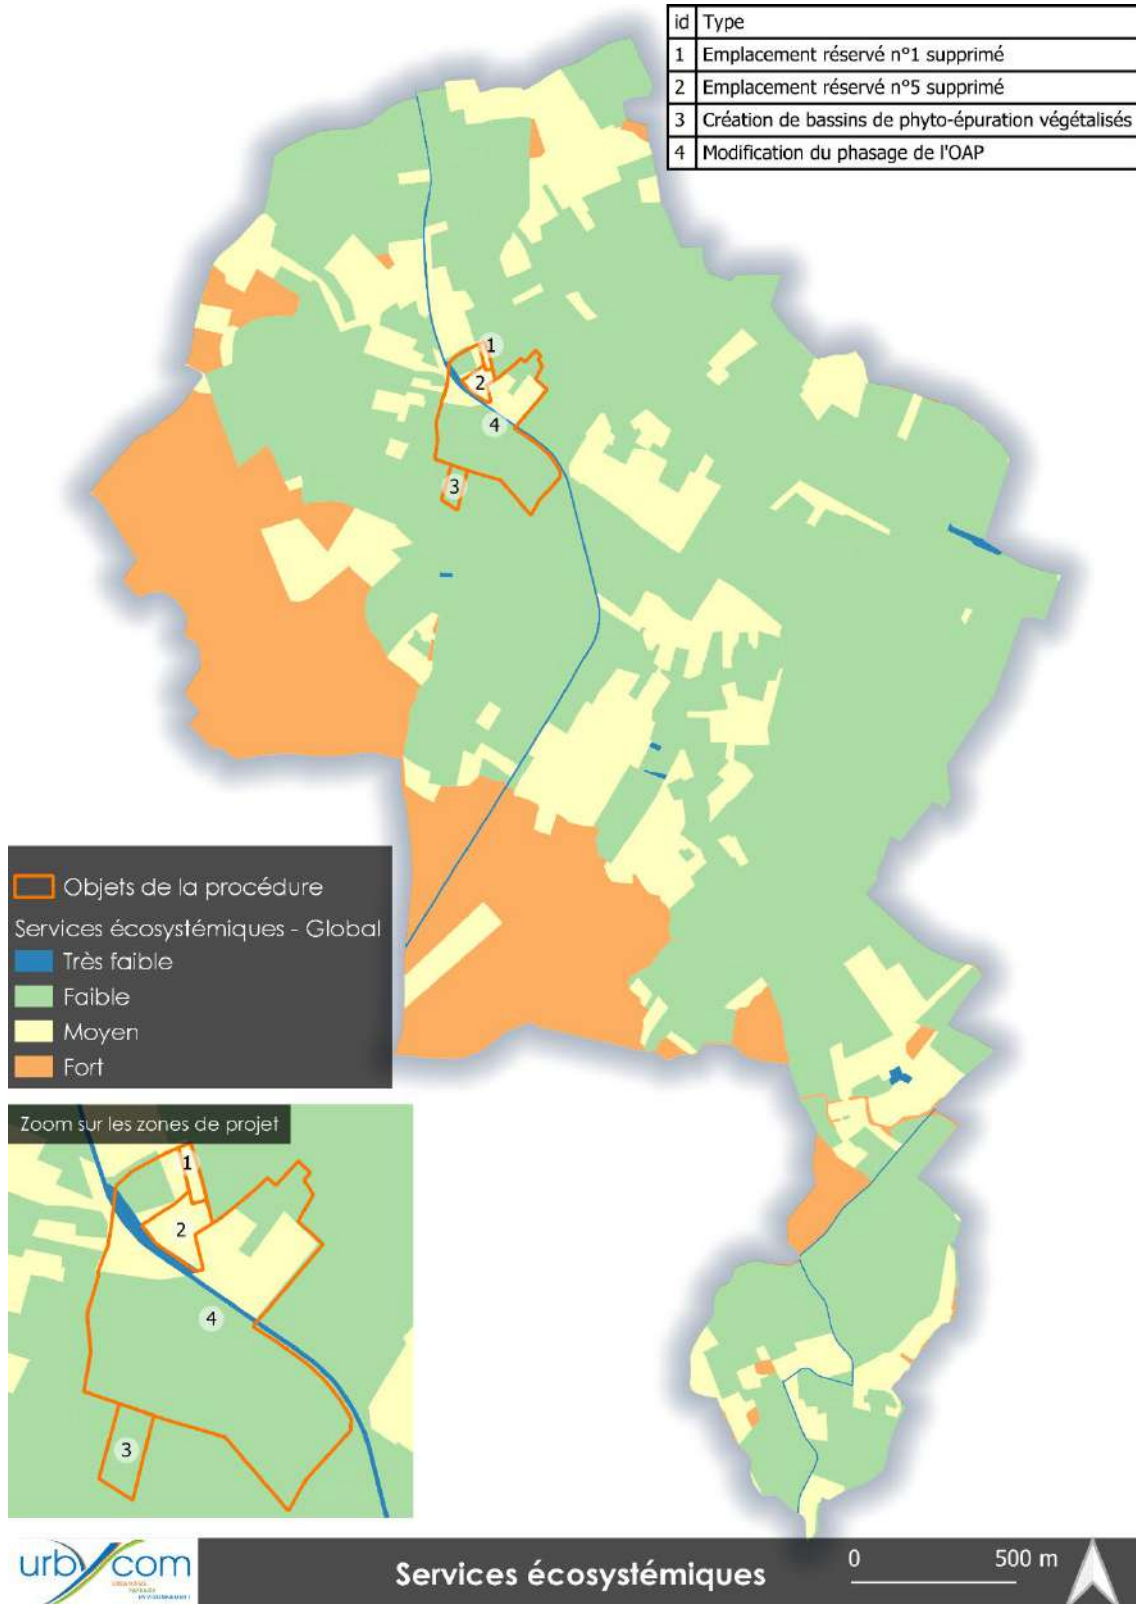 id Type
1 Emplacement réservé n°1 supprimé
2 Emplacement réservé n°5 supprimé
3 Création de bassins de phyto-épuration végétalisés
4 Modification du phasage de l'OAP
1
2
4
3
Objets de la procédure
Services écosystémiques - Global
Très faible
Faible
Moyen
Fort
Zoom sur les zones de projet
1
2
4
3
urbycom
Services écosystémiques
0 500 m